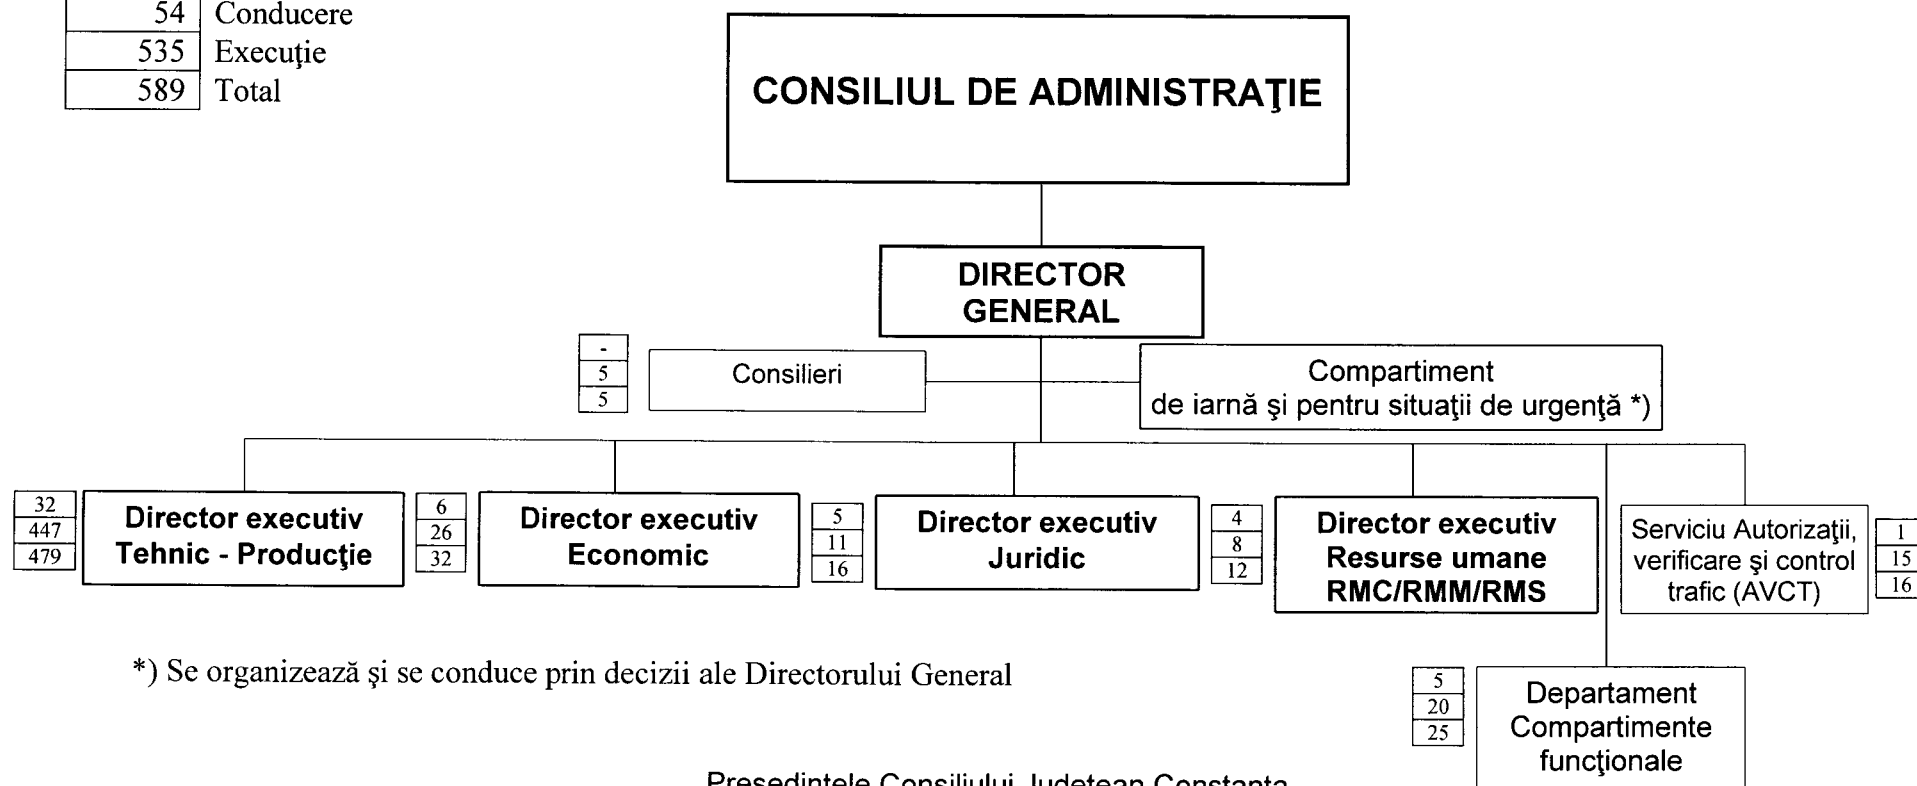 54 Conducere
535 Execuţie
589 Total
CONSILIUL DE ADMINISTRAŢIE
DIRECTOR
GENERAL
-
5
5
Consilieri
Compartiment
de iarnă şi pentru situaţii de urgenţă *)
32
447
479
Director executiv
Tehnic - Producţie
6
26
32
Director executiv
Economic
5
11
16
Director executiv
Juridic
4
8
12
Director executiv
Resurse umane
RMC/RMM/RMS
Serviciu Autorizaţii,
verificare şi control
trafic (AVCT)
1
15
16
*) Se organizează şi se conduce prin decizii ale Directorului General
5
20
25
Departament
Compartimente
funcţionale
Preşedintele Consiliului Judeţean Constanţa